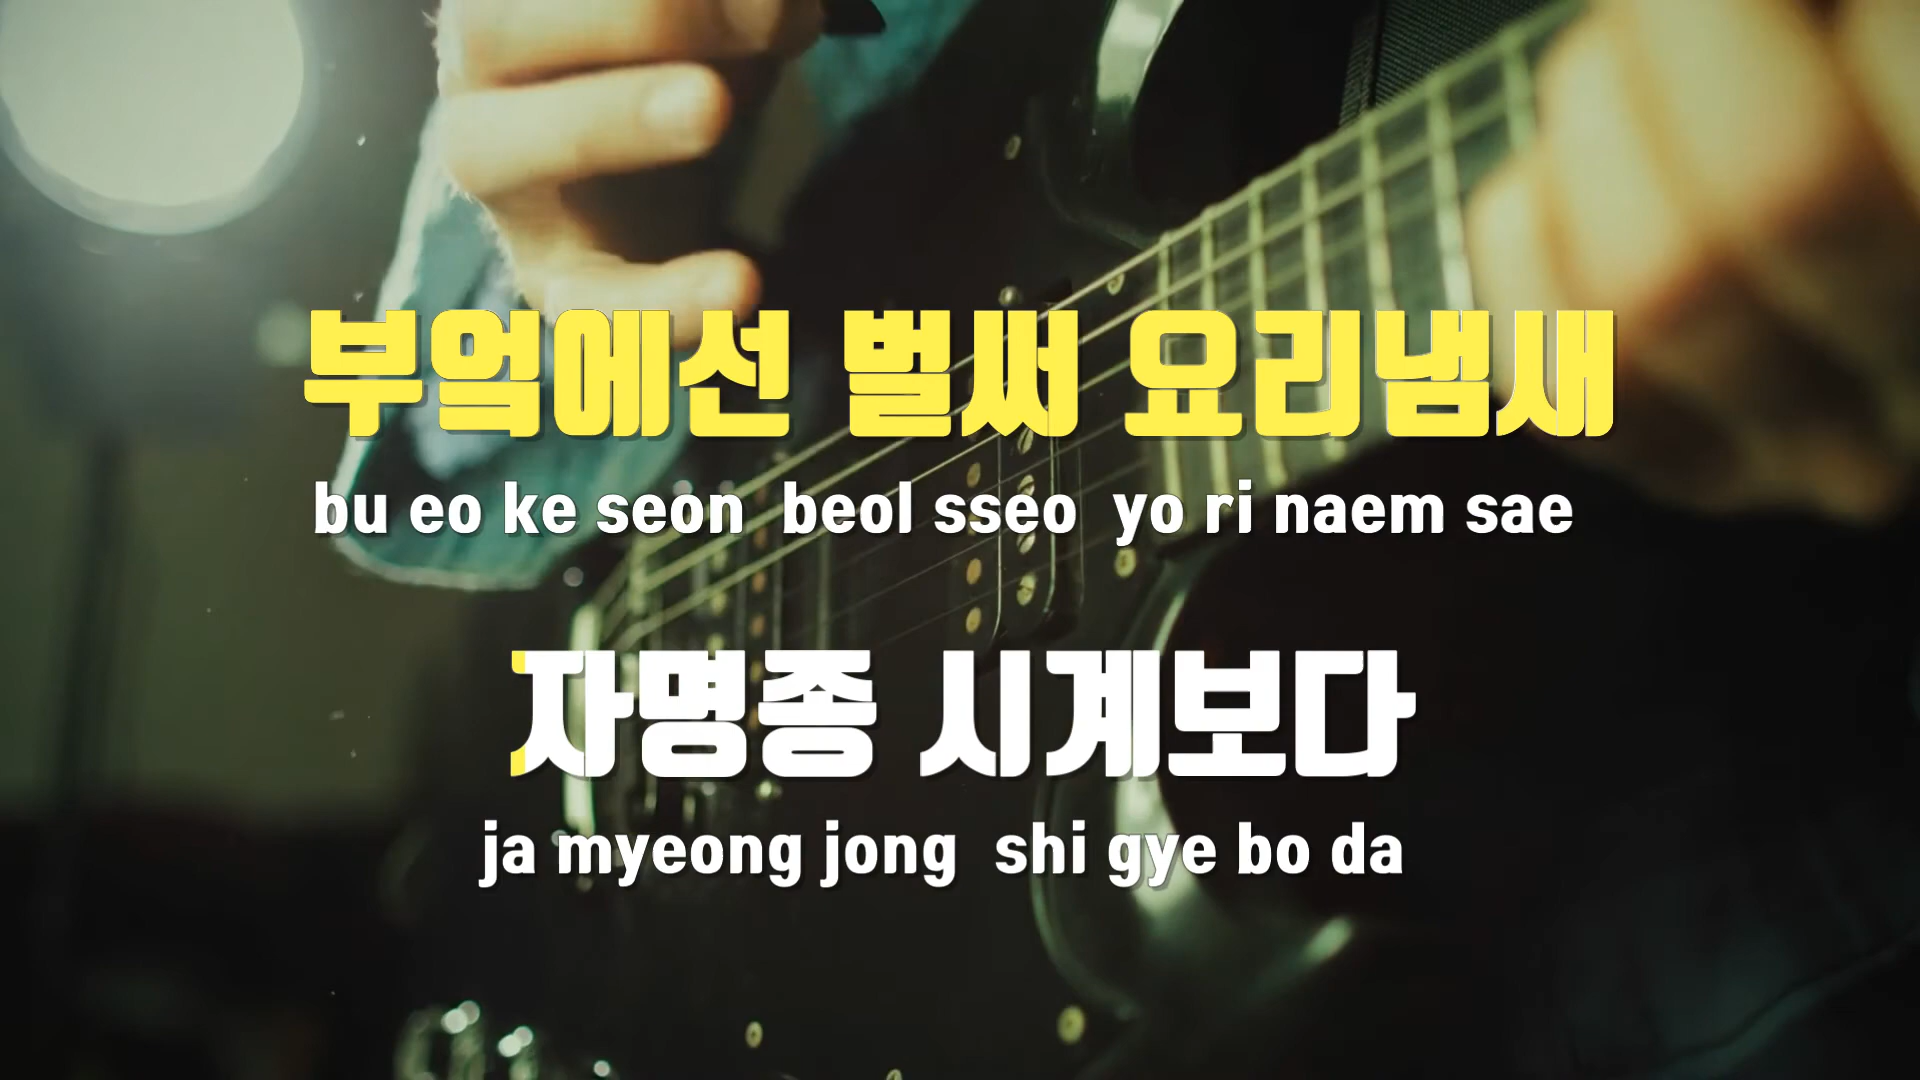 부엌에선 벌써 요리냄새
bu eo ke seon beol sseo yo ri naem sae
자명종 시계보다
ja myeong jong shi gye bo da